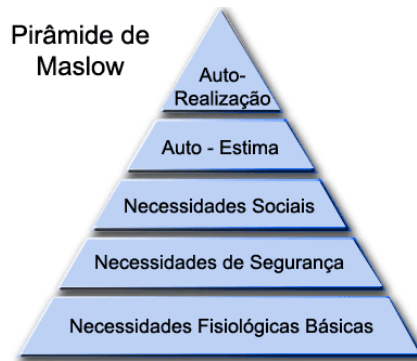 Pirâmide de
Maslow
Auto-
Realização
Auto - Estima
Necessidades Sociais
Necessidades de Segurança
Necessidades Fisiológicas Básicas